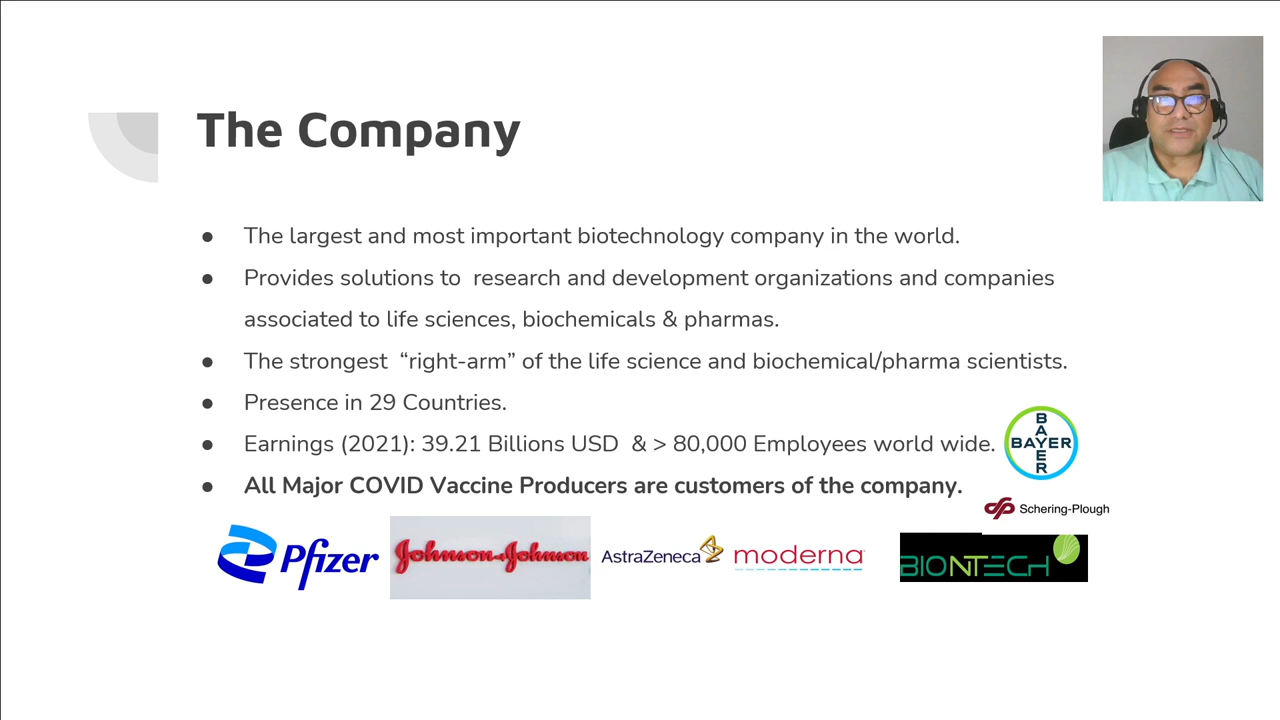 The Company
● The largest and most important biotechnology company in the world.
● Provides solutions to  research and development organizations and companies
associated to life sciences, biochemicals & pharmas.
● The strongest  “right-arm” of the life science and biochemical/pharma scientists.
● Presence in 29 Countries.
● Earnings (2021): 39.21 Billions USD  & > 80,000 Employees world wide.
BAYER
BAYER
● All Major COVID Vaccine Producers are customers of the company.
Schering-Plough
Pfizer
Johnson&Johnson
AstraZeneca
moderna
BIONTECH